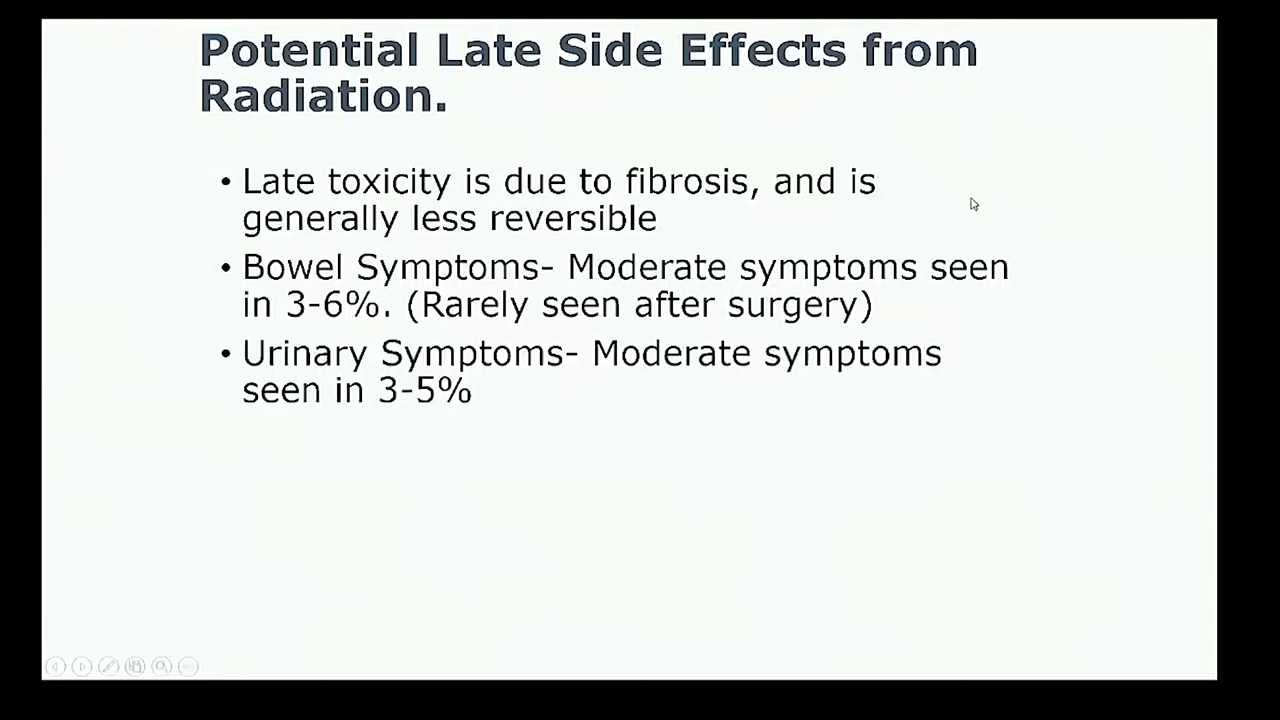 Potential Late Side Effects from
Radiation.
• Late toxicity is due to fibrosis, and is
generally less reversible
• Bowel Symptoms- Moderate symptoms seen
in 3-6%. (Rarely seen after surgery)
• Urinary Symptoms- Moderate symptoms
seen in 3-5%